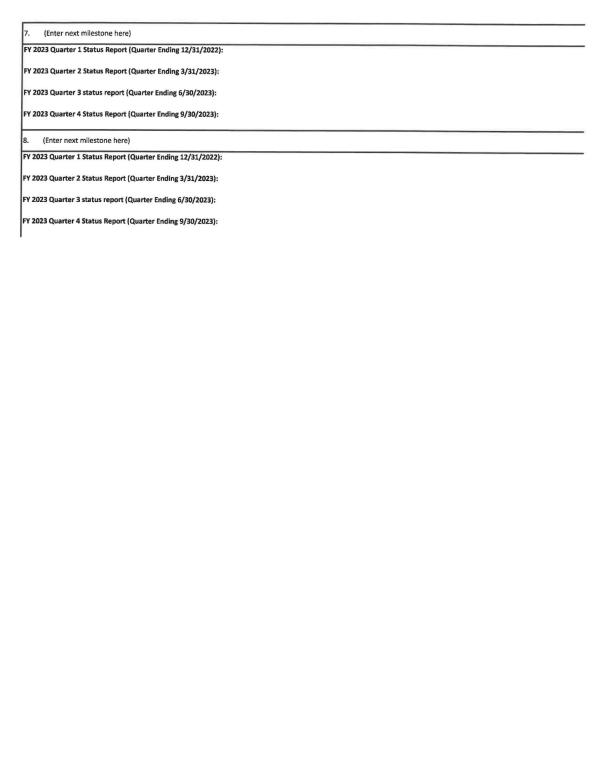 7. (Enter next milestone here)
FY 2023 Quarter 1 Status Report (Quarter Ending 12/31/2022):
FY 2023 Quarter 2 Status Report (Quarter Ending 3/31/2023):
FY 2023 Quarter 3 status report (Quarter Ending 6/30/2023):
FY 2023 Quarter 4 Status Report (Quarter Ending 9/30/2023):
8. (Enter next milestone here)
FY 2023 Quarter 1 Status Report (Quarter Ending 12/31/2022):
FY 2023 Quarter 2 Status Report (Quarter Ending 3/31/2023):
FY 2023 Quarter 3 status report (Quarter Ending 6/30/2023):
FY 2023 Quarter 4 Status Report (Quarter Ending 9/30/2023):